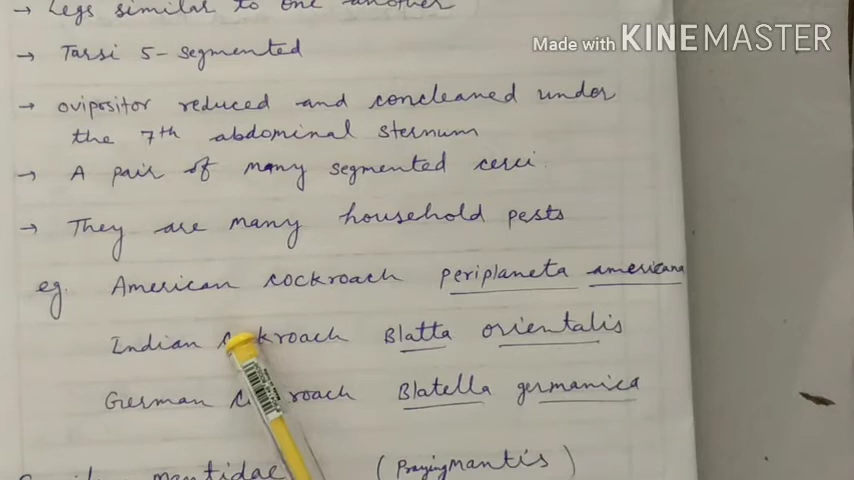 → Legs similar to one another
Made with KINEMASTER
→ Tarsi 5-segmented
→ ovipositor reduced and concleaned under
the 7th abdominal sternum
→ A pair of many segmented cerci.
→ They are many household pests
eg. American cockroach periplaneta americana
Indian cockroach Blatta orientalis
German cockroach Blatella germanica
mantidae (Prayingmantis)